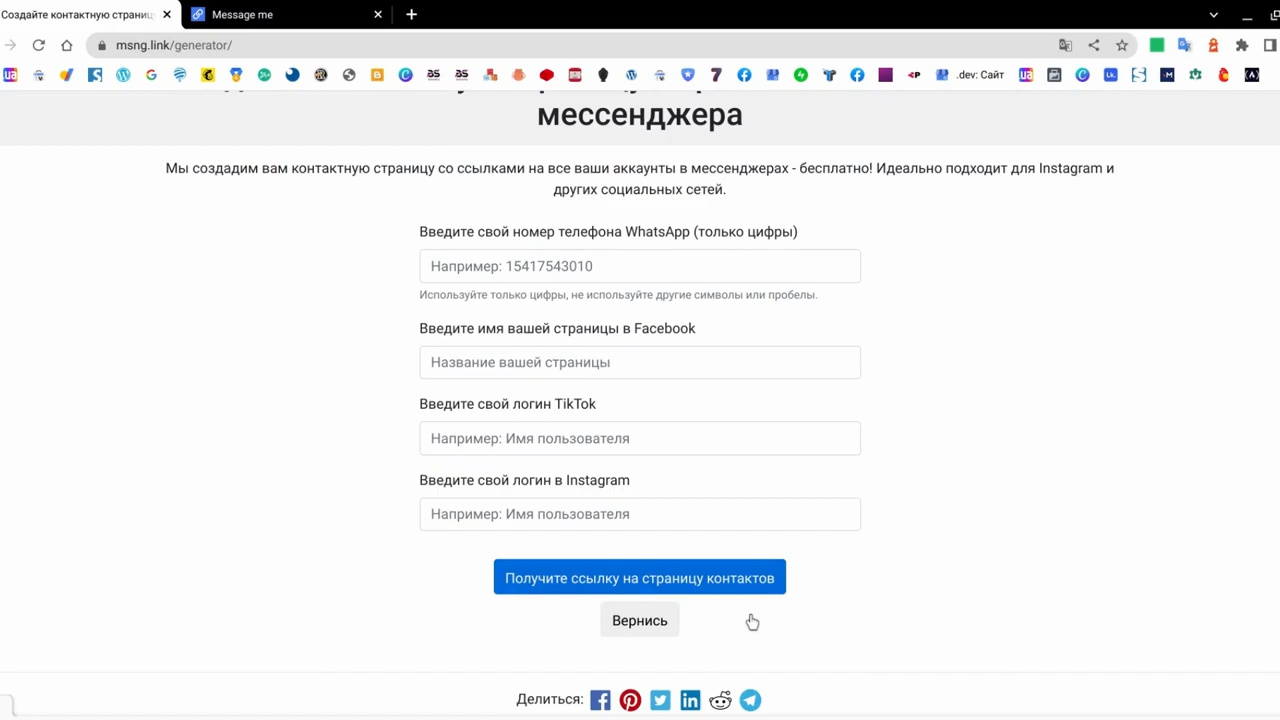 Создайте контактную страницу
Message me
msng.link/generator/
.dev: Сайт
мессенджера
Мы создадим вам контактную страницу со ссылками на все ваши аккаунты в мессенджерах - бесплатно! Идеально подходит для Instagram и
других социальных сетей.
Введите свой номер телефона WhatsApp (только цифры)
Например: 15417543010
Используйте только цифры, не используйте другие символы или пробелы.
Введите имя вашей страницы в Facebook
Название вашей страницы
Введите свой логин TikTok
Например: Имя пользователя
Введите свой логин в Instagram
Например: Имя пользователя
Получите ссылку на страницу контактов
Вернись
Делиться: